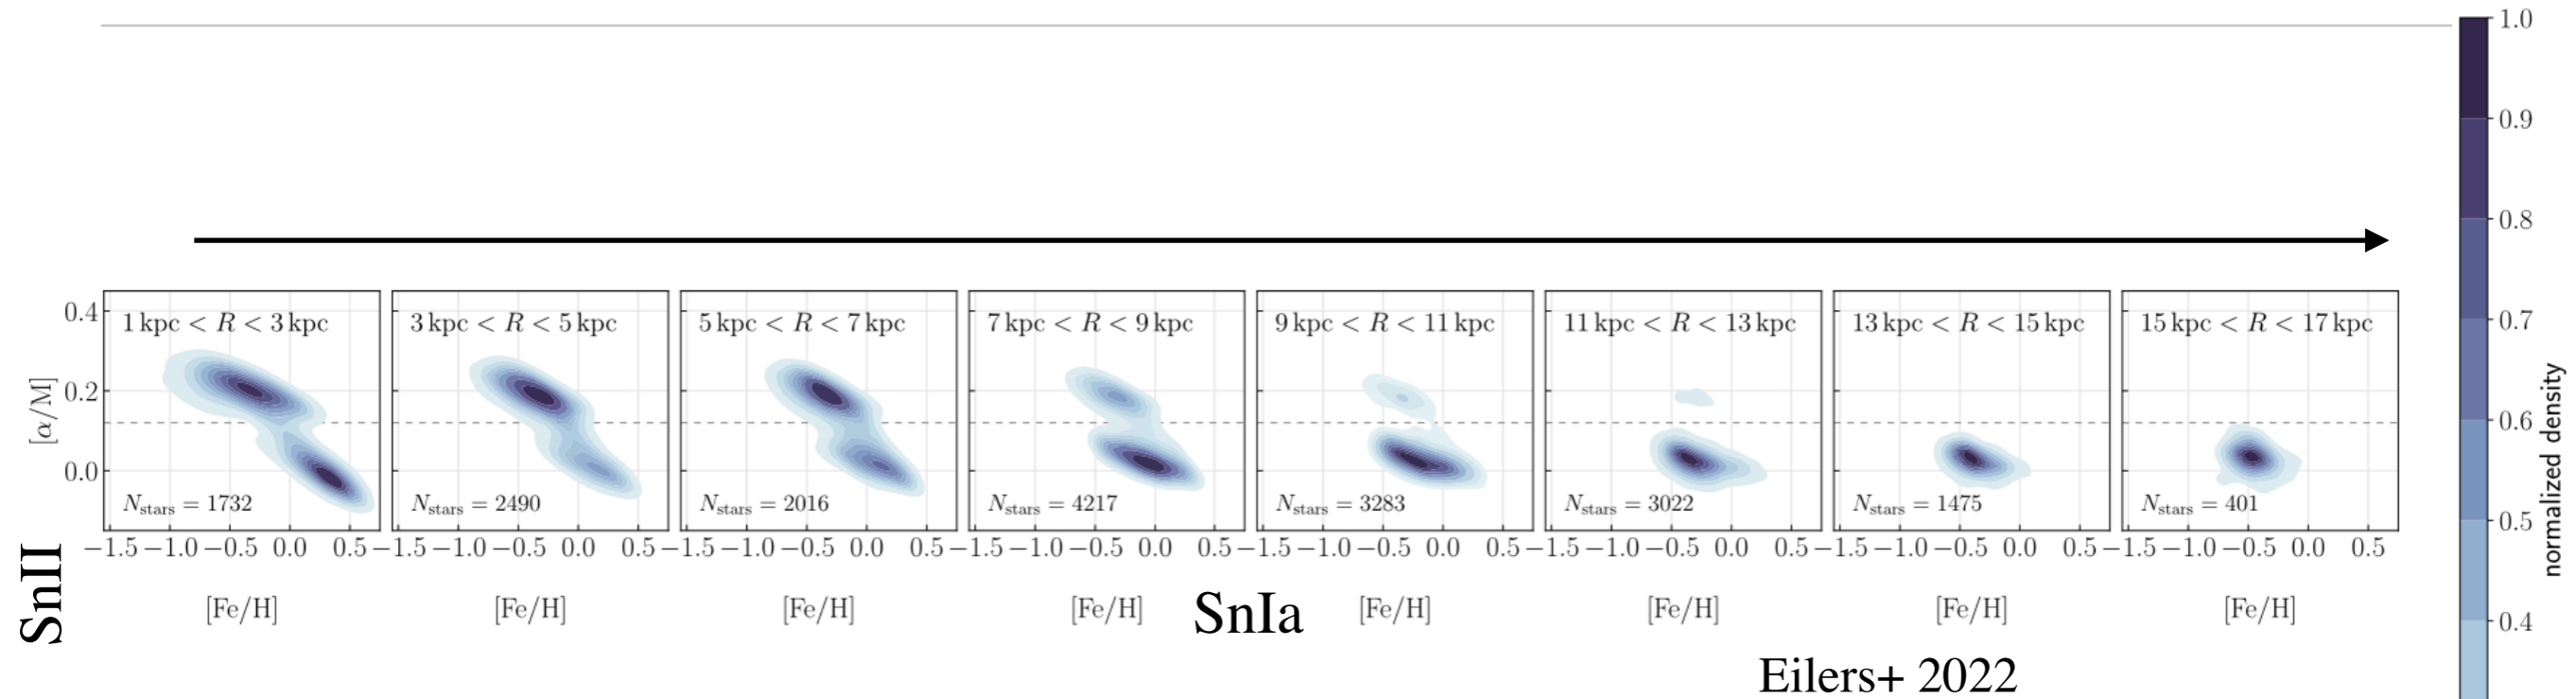 1 kpc < R < 3 kpc
3 kpc < R < 5 kpc
5 kpc < R < 7 kpc
7 kpc < R < 9 kpc
9 kpc < R < 11 kpc
11 kpc < R < 13 kpc
13 kpc < R < 15 kpc
15 kpc < R < 17 kpc
0.4
0.2
0.0
[α/M]
N_stars = 1732
N_stars = 2490
N_stars = 2016
N_stars = 4217
N_stars = 3283
N_stars = 3022
N_stars = 1475
N_stars = 401
−1.5 −1.0 −0.5 0.0 0.5
−1.5 −1.0 −0.5 0.0 0.5
−1.5 −1.0 −0.5 0.0 0.5
−1.5 −1.0 −0.5 0.0 0.5
−1.5 −1.0 −0.5 0.0 0.5
−1.5 −1.0 −0.5 0.0 0.5
−1.5 −1.0 −0.5 0.0 0.5
−1.5 −1.0 −0.5 0.0 0.5
[Fe/H]
[Fe/H]
[Fe/H]
[Fe/H]
[Fe/H]
[Fe/H]
[Fe/H]
[Fe/H]
SnII
SnIa
Eilers+ 2022
1.0
0.9
0.8
0.7
0.6
0.5
0.4
normalized density